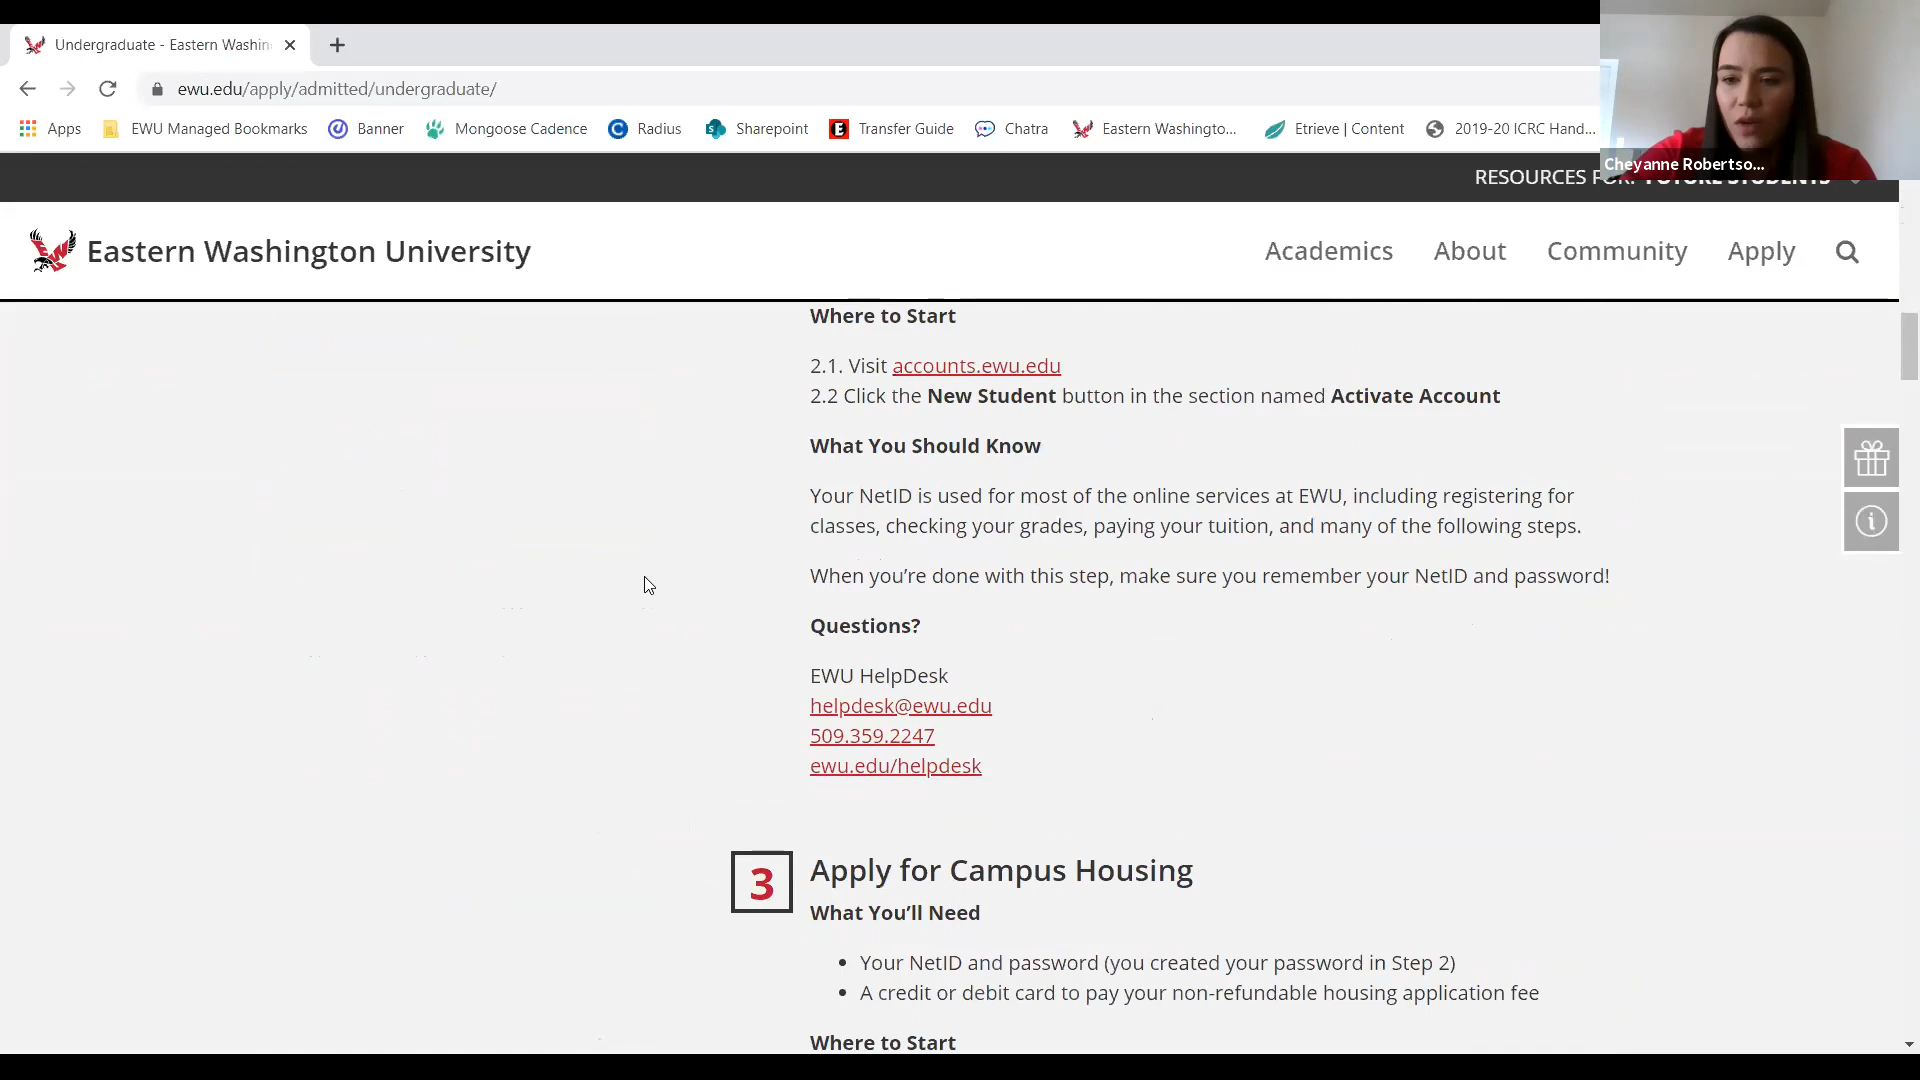 Undergraduate - Eastern Washin
ewu.edu/apply/admitted/undergraduate/
Apps EWU Managed Bookmarks Banner Mongoose Cadence Radius Sharepoint Transfer Guide Chatra Eastern Washingto... Etrieve | Content 2019-20 ICRC Hand...
Cheyanne Robertso...
RESOURCES FOR: FUTURE STUDENTS
Eastern Washington University
Academics About Community Apply
Where to Start
2.1. Visit accounts.ewu.edu
2.2 Click the New Student button in the section named Activate Account
What You Should Know
Your NetID is used for most of the online services at EWU, including registering for
classes, checking your grades, paying your tuition, and many of the following steps.
When you’re done with this step, make sure you remember your NetID and password!
Questions?
EWU HelpDesk
helpdesk@ewu.edu
509.359.2247
ewu.edu/helpdesk
3 Apply for Campus Housing
What You’ll Need
• Your NetID and password (you created your password in Step 2)
• A credit or debit card to pay your non-refundable housing application fee
Where to Start